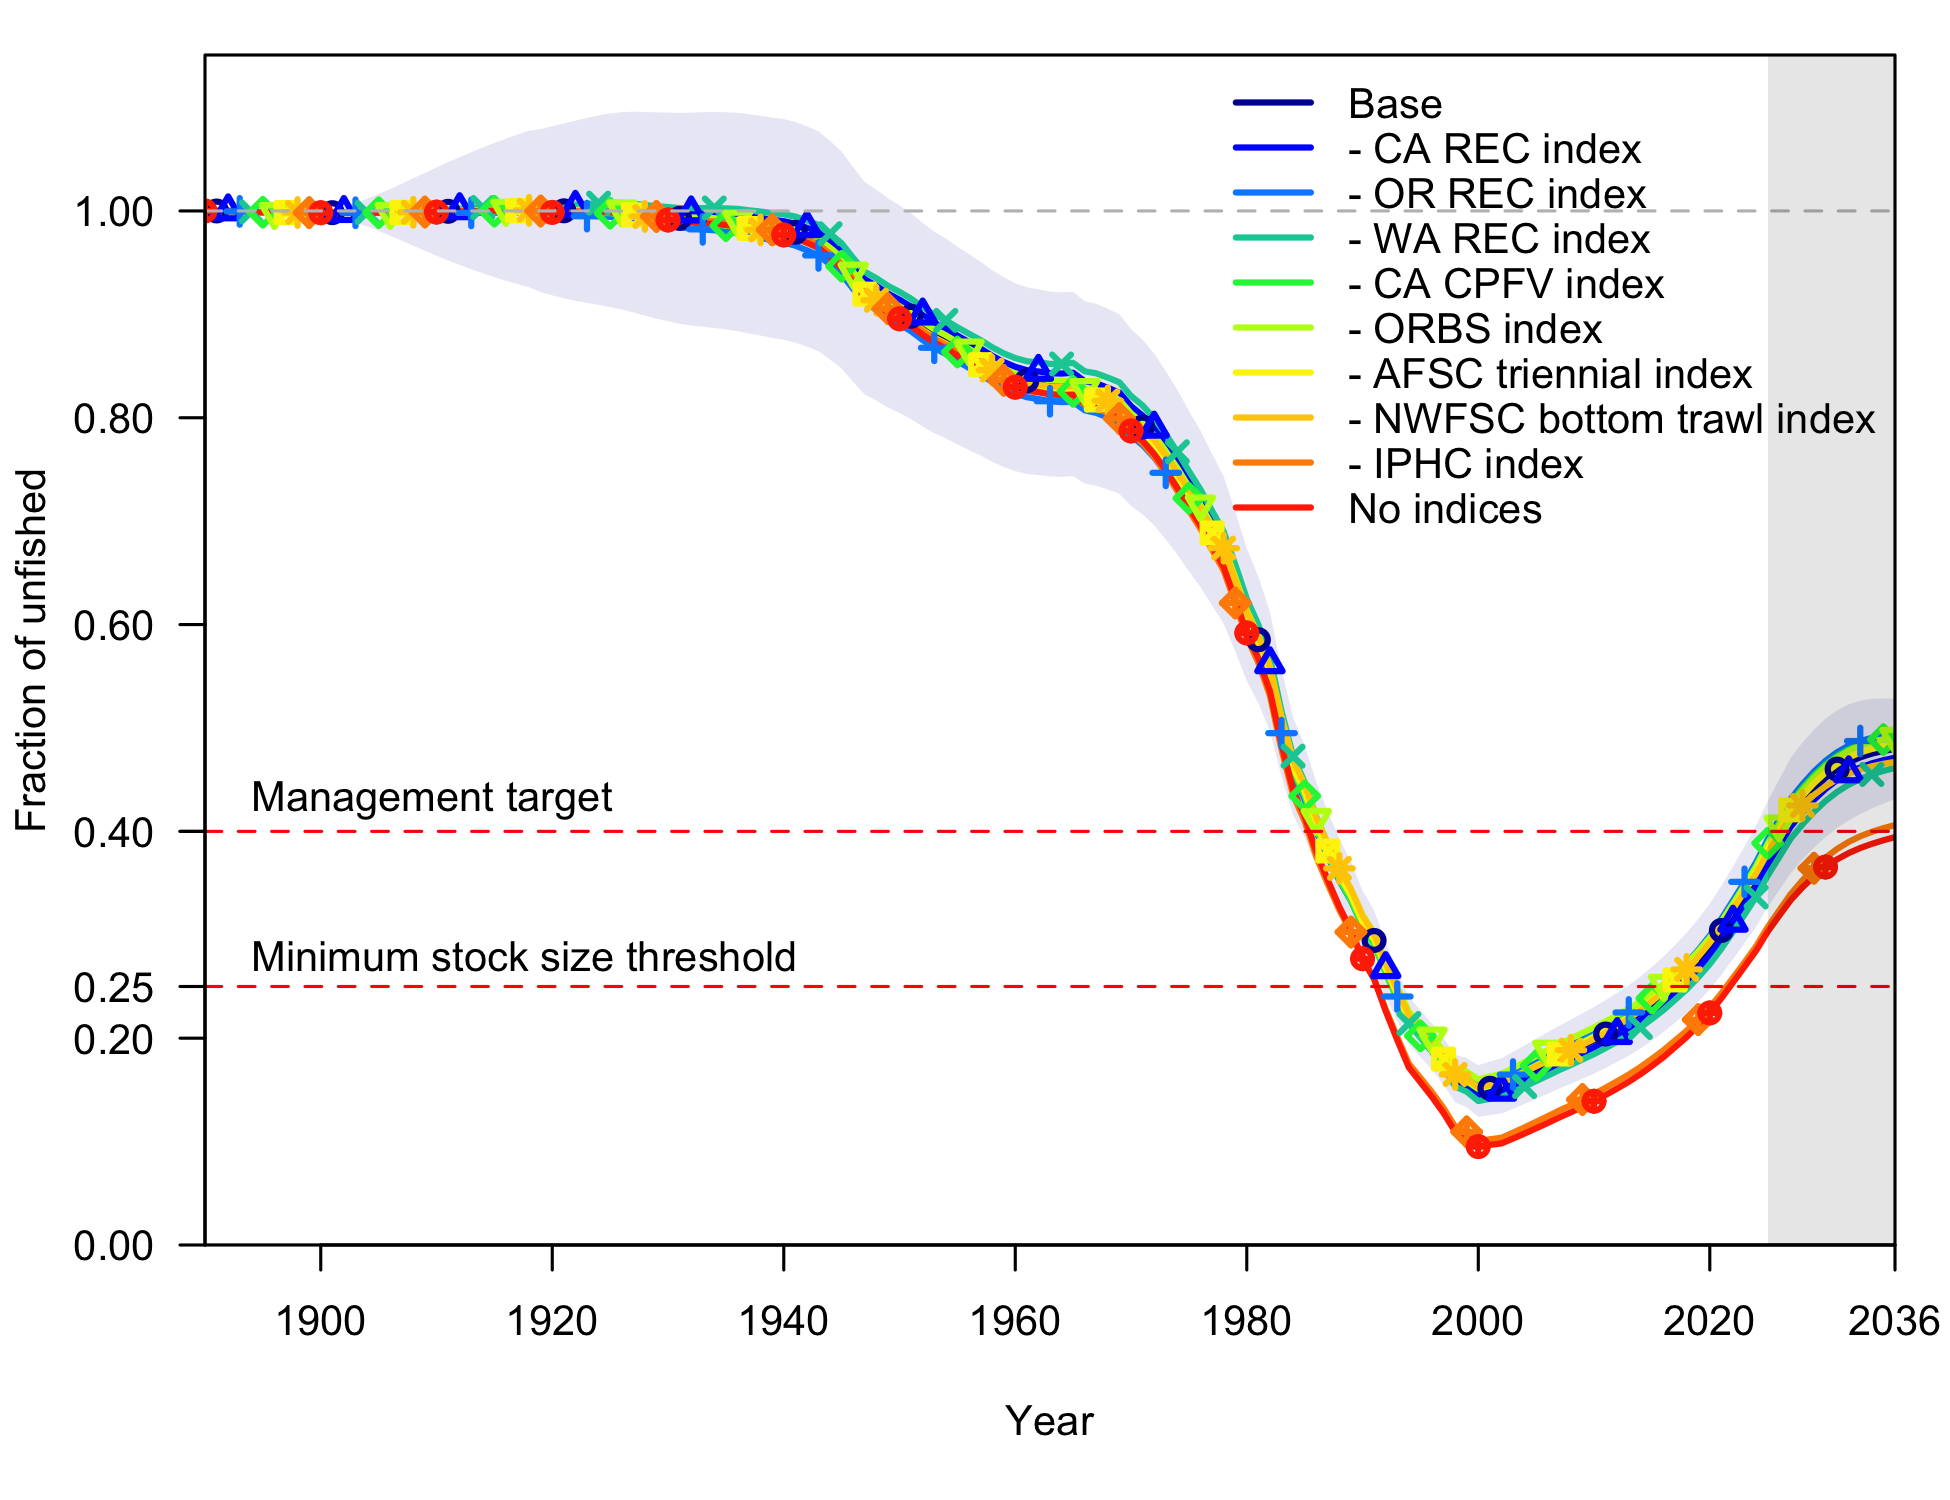 Base
- CA REC index
- OR REC index
- WA REC index
- CA CPFV index
- ORBS index
- AFSC triennial index
- NWFSC bottom trawl index
- IPHC index
No indices
Fraction of unfished
1.00
0.80
0.60
0.40
0.25
0.20
0.00
Management target
Minimum stock size threshold
1900
1920
1940
1960
1980
2000
2020
2036
Year